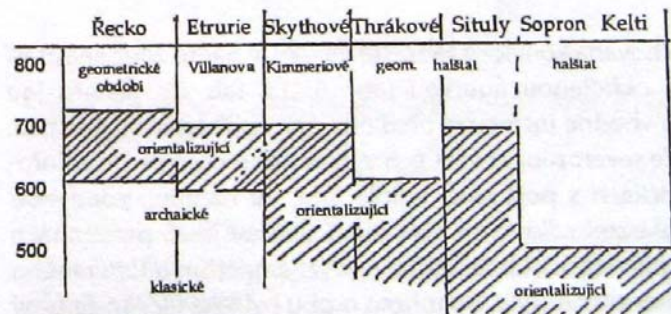 Řecko Etrurie Skythové Thrákové Situly Sopron Kelti
800
geometrické
období
Villanova Kimmeriové geom. halštat halštat
700
orientalizující
600
archaické
orientalizující
500
klasické
orientalizující